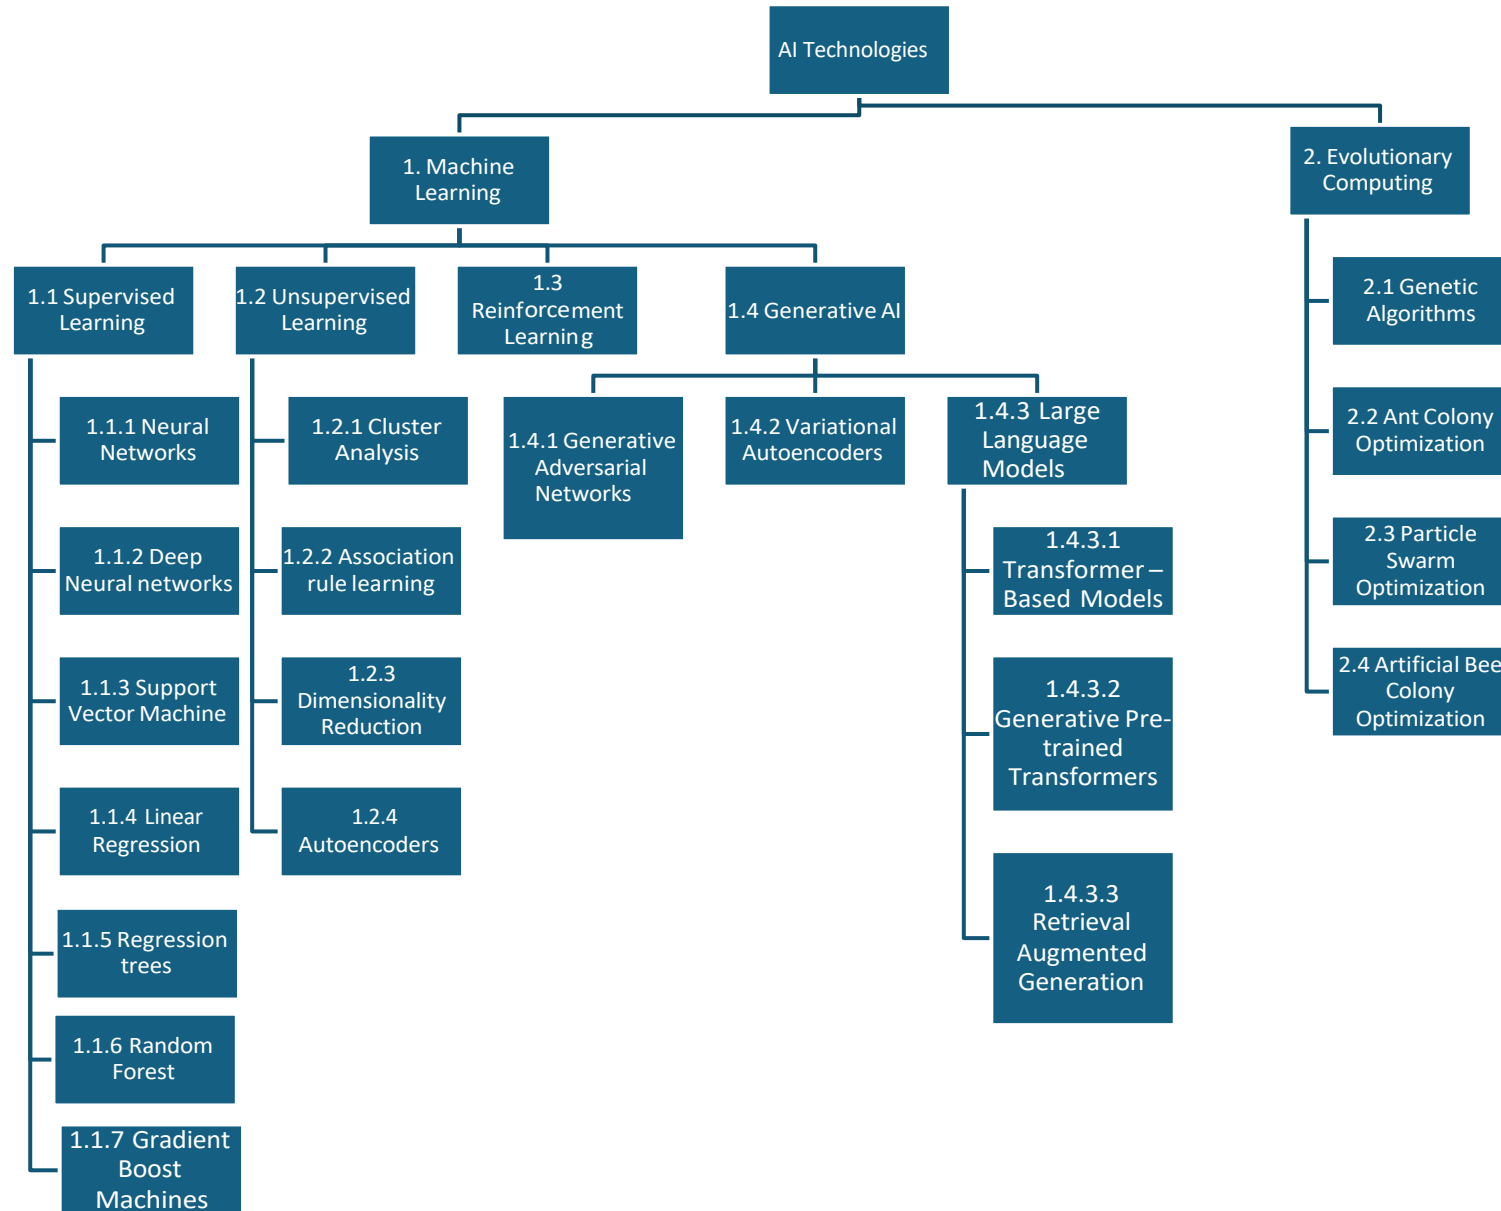 AI Technologies
1. Machine
Learning
2. Evolutionary
Computing
1.1 Supervised
Learning
1.2 Unsupervised
Learning
1.3
Reinforcement
Learning
1.4 Generative AI
2.1 Genetic
Algorithms
1.1.1 Neural
Networks
1.2.1 Cluster
Analysis
1.4.1 Generative
Adversarial
Networks
1.4.2 Variational
Autoencoders
1.4.3 Large
Language
Models
2.2 Ant Colony
Optimization
1.1.2 Deep
Neural networks
1.2.2 Association
rule learning
1.4.3.1
Transformer –
Based Models
2.3 Particle
Swarm
Optimization
1.1.3 Support
Vector Machine
1.2.3
Dimensionality
Reduction
1.4.3.2
Generative Pre-
trained
Transformers
2.4 Artificial Bee
Colony
Optimization
1.1.4 Linear
Regression
1.2.4
Autoencoders
1.4.3.3
Retrieval
Augmented
Generation
1.1.5 Regression
trees
1.1.6 Random
Forest
1.1.7 Gradient
Boost
Machines